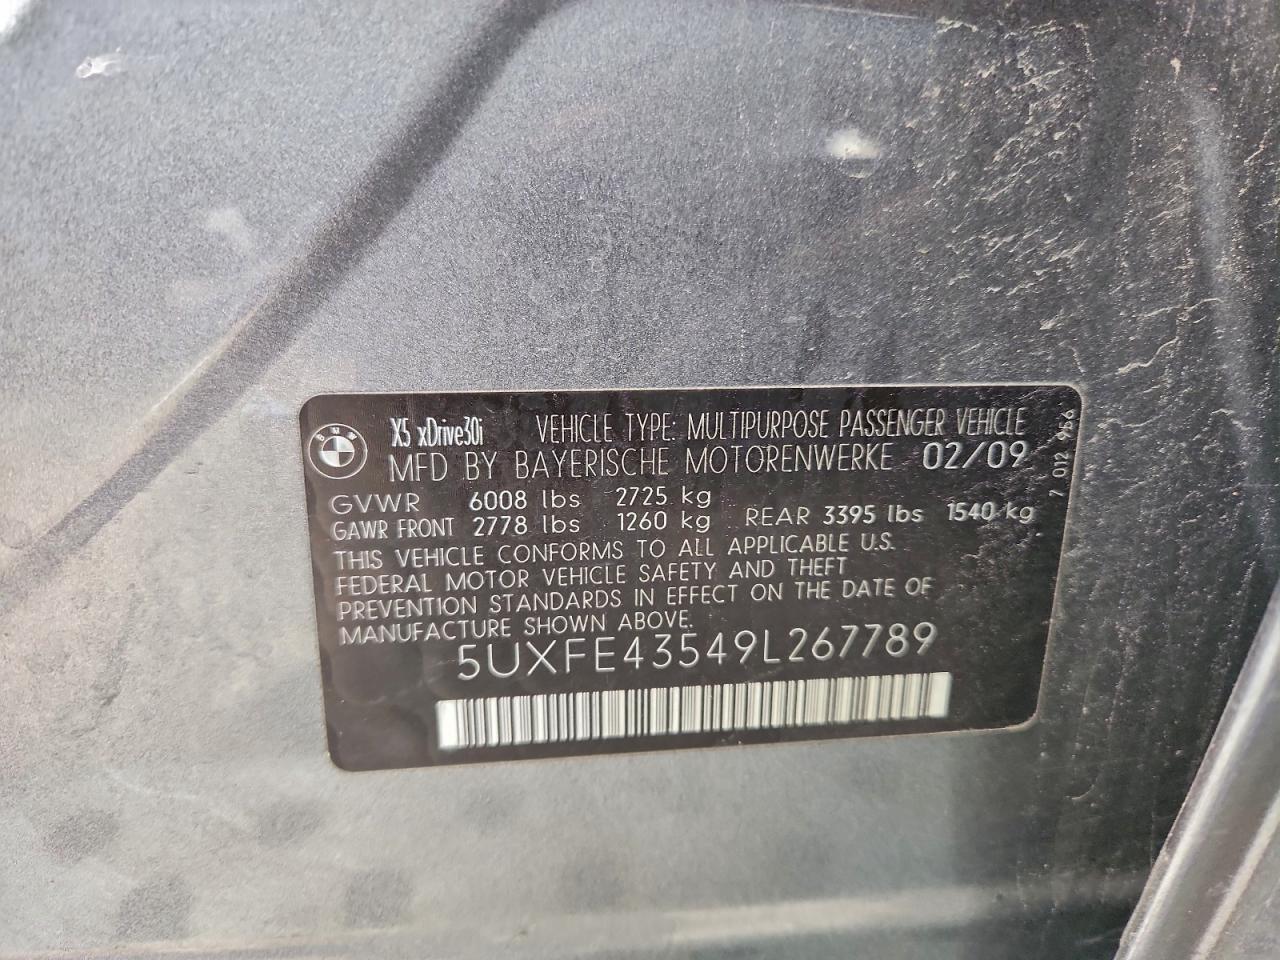 BMW
X5 xDrive30i VEHICLE TYPE: MULTIPURPOSE PASSENGER VEHICLE
MFD BY BAYERISCHE MOTORENWERKE 02/09
GVWR 6008 lbs 2725 kg
GAWR FRONT 2778 lbs 1260 kg REAR 3395 lbs 1540 kg
THIS VEHICLE CONFORMS TO ALL APPLICABLE U.S.
FEDERAL MOTOR VEHICLE SAFETY AND THEFT
PREVENTION STANDARDS IN EFFECT ON THE DATE OF
MANUFACTURE SHOWN ABOVE.
5UXFE43549L267789
7 012 956